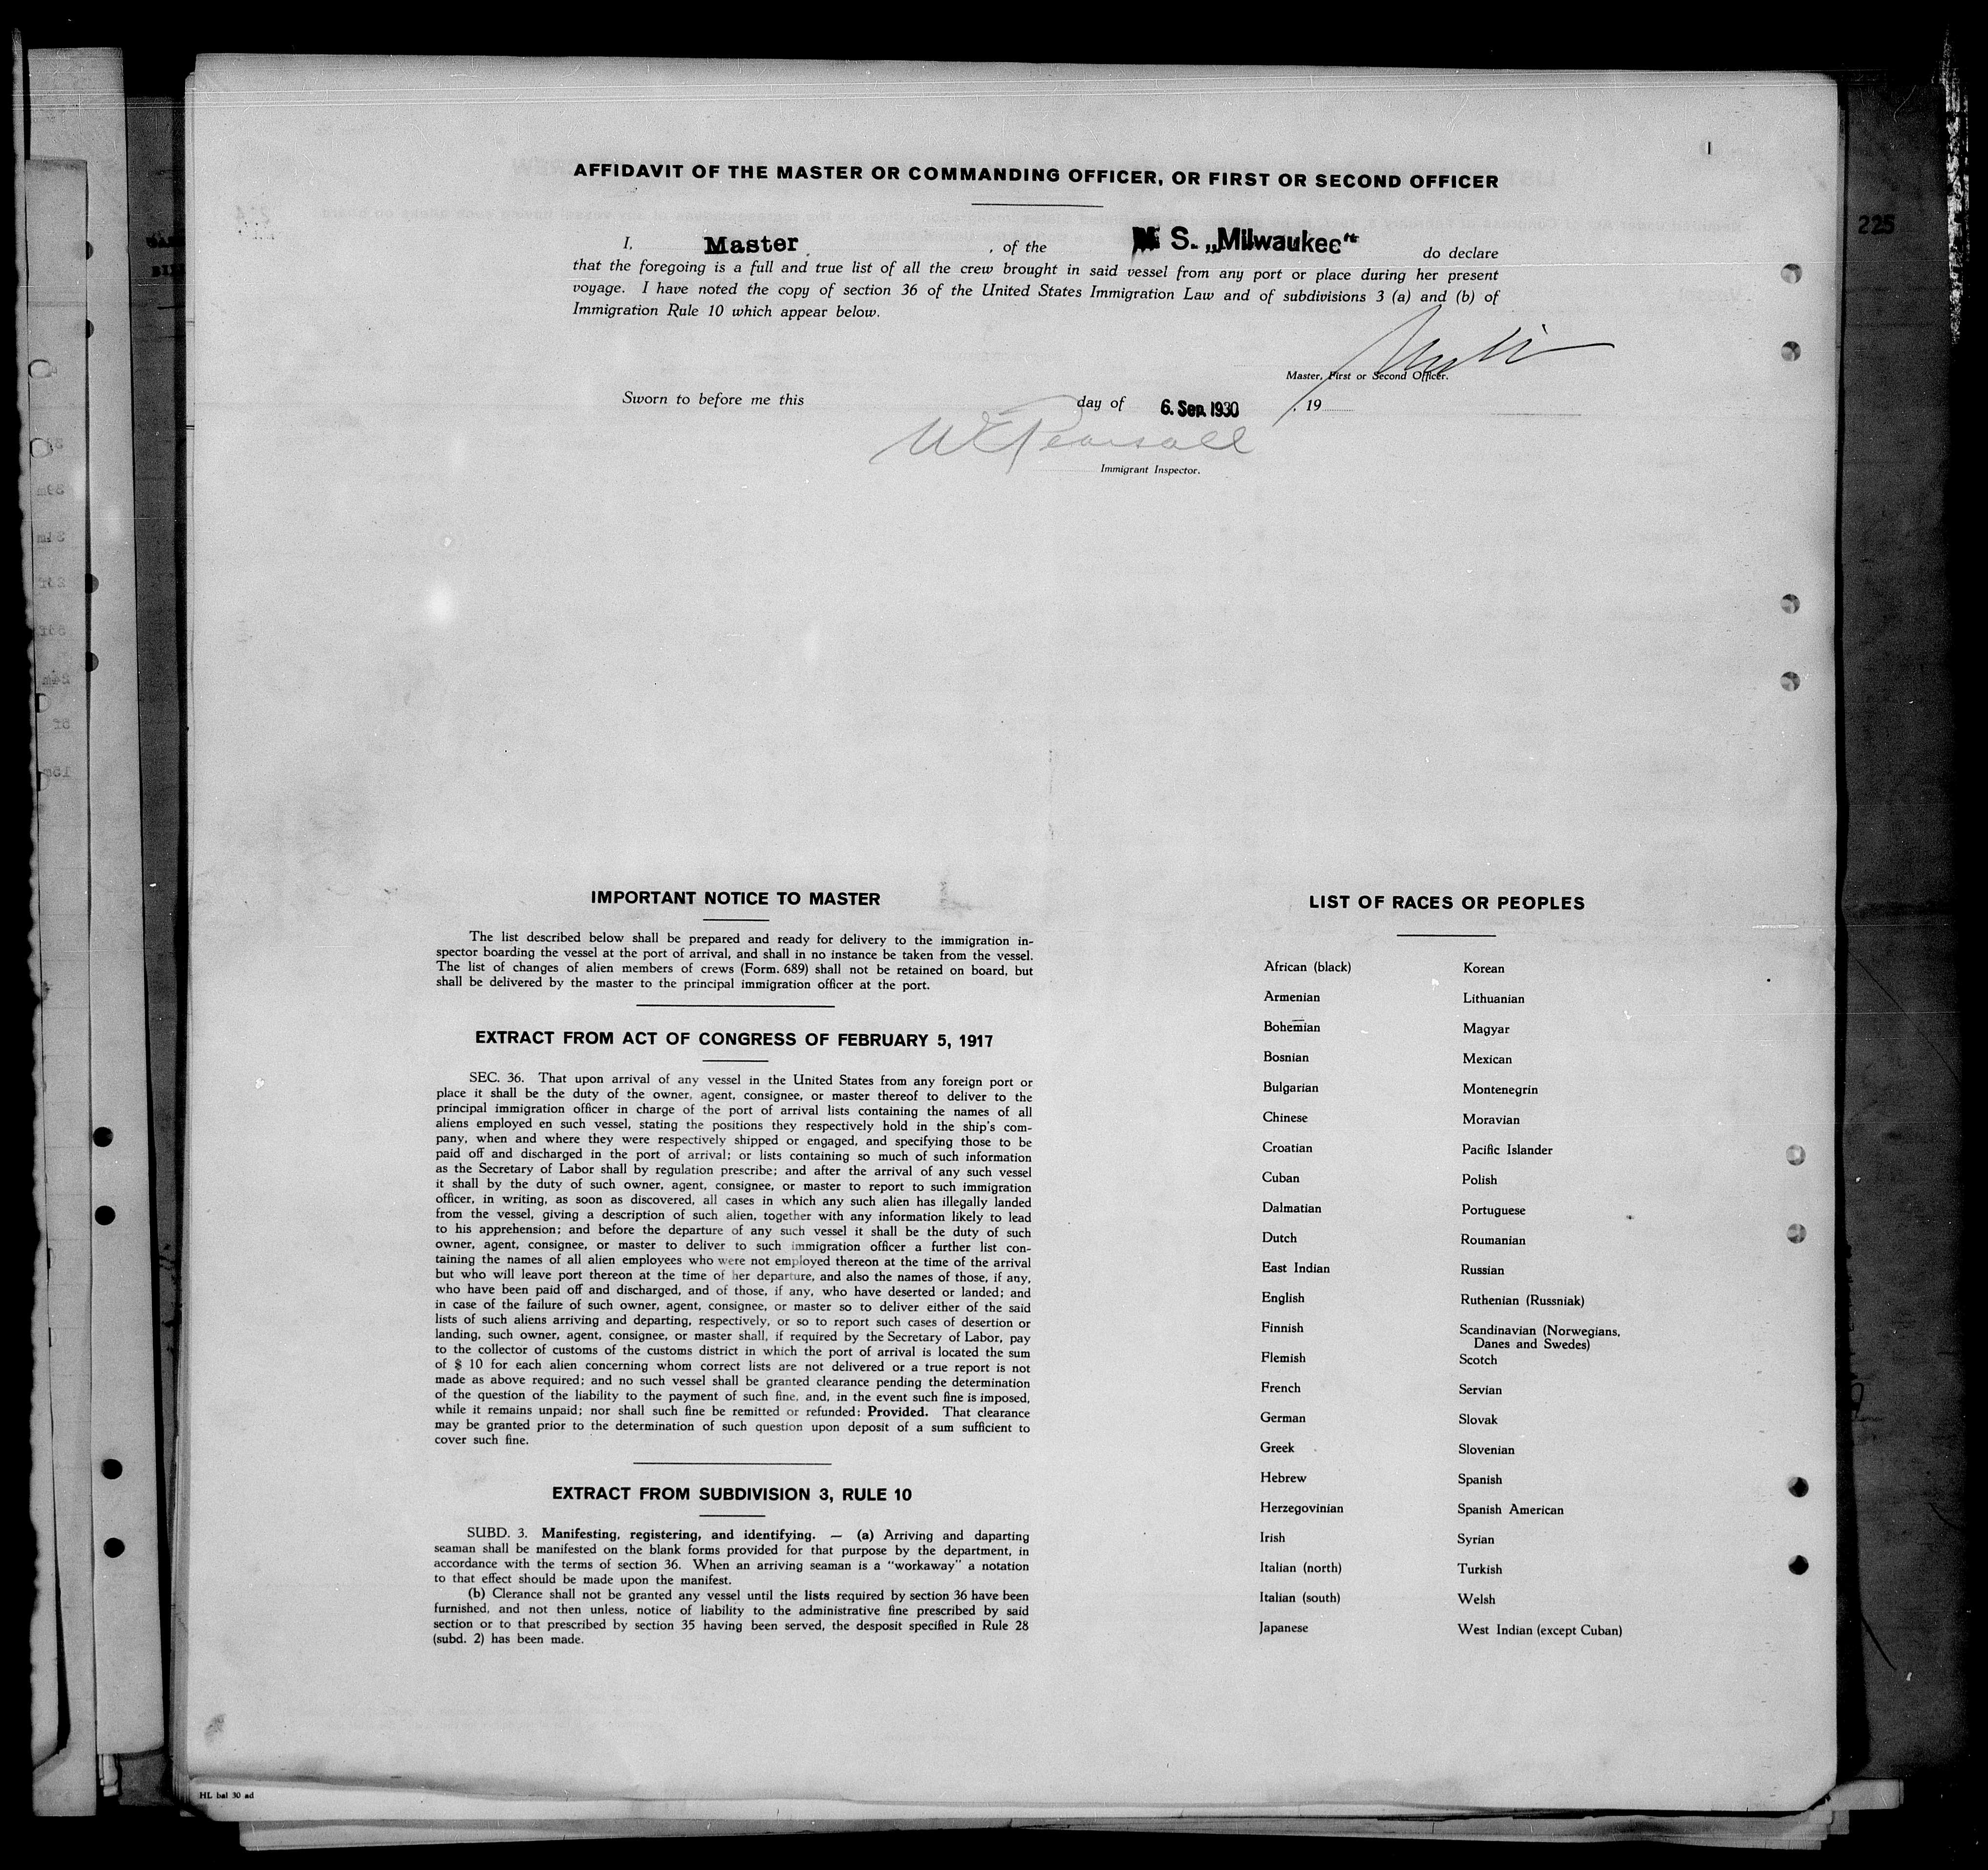 AFFIDAVIT OF THE MASTER OR COMMANDING OFFICER, OR FIRST OR SECOND OFFICER
I, Master, of the M S. „Milwaukee" do declare
that the foregoing is a full and true list of all the crew brought in said vessel from any port or place during her present
voyage. I have noted the copy of section 36 of the United States Immigration Law and of subdivisions 3 (a) and (b) of
Immigration Rule 10 which appear below.
Master, First or Second Officer.
Sworn to before me this day of 6. Sep. 1930, 19
W E Pearsall
Immigrant Inspector.
225
IMPORTANT NOTICE TO MASTER
The list described below shall be prepared and ready for delivery to the immigration in-
spector boarding the vessel at the port of arrival, and shall in no instance be taken from the vessel.
The list of changes of alien members of crews (Form. 689) shall not be retained on board, but
shall be delivered by the master to the principal immigration officer at the port.
EXTRACT FROM ACT OF CONGRESS OF FEBRUARY 5, 1917
SEC. 36. That upon arrival of any vessel in the United States from any foreign port or
place it shall be the duty of the owner, agent, consignee, or master thereof to deliver to the
principal immigration officer in charge of the port of arrival lists containing the names of all
aliens employed en such vessel, stating the positions they respectively hold in the ship's com-
pany, when and where they were respectively shipped or engaged, and specifying those to be
paid off and discharged in the port of arrival; or lists containing so much of such information
as the Secretary of Labor shall by regulation prescribe; and after the arrival of any such vessel
it shall by the duty of such owner, agent, consignee, or master to report to such immigration
officer, in writing, as soon as discovered, all cases in which any such alien has illegally landed
from the vessel, giving a description of such alien, together with any information likely to lead
to his apprehension; and before the departure of any such vessel it shall be the duty of such
owner, agent, consignee, or master to deliver to such immigration officer a further list con-
taining the names of all alien employees who were not employed thereon at the time of the arrival
but who will leave port thereon at the time of her departure, and also the names of those, if any,
who have been paid off and discharged, and of those, if any, who have deserted or landed; and
in case of the failure of such owner, agent, consignee, or master so to deliver either of the said
lists of such aliens arriving and departing, respectively, or so to report such cases of desertion or
landing, such owner, agent, consignee, or master shall, if required by the Secretary of Labor, pay
to the collector of customs of the customs district in which the port of arrival is located the sum
of $ 10 for each alien concerning whom correct lists are not delivered or a true report is not
made as above required; and no such vessel shall be granted clearance pending the determination
of the question of the liability to the payment of such fine, and, in the event such fine is imposed,
while it remains unpaid; nor shall such fine be remitted or refunded: Provided. That clearance
may be granted prior to the determination of such question upon deposit of a sum sufficient to
cover such fine.
EXTRACT FROM SUBDIVISION 3, RULE 10
SUBD. 3. Manifesting, registering, and identifying. — (a) Arriving and daparting
seaman shall be manifested on the blank forms provided for that purpose by the department, in
accordance with the terms of section 36. When an arriving seaman is a "workaway" a notation
to that effect should be made upon the manifest.
(b) Clerance shall not be granted any vessel until the lists required by section 36 have been
furnished, and not then unless, notice of liability to the administrative fine prescribed by said
section or to that prescribed by section 35 having been served, the desposit specified in Rule 28
(subd. 2) has been made.
LIST OF RACES OR PEOPLES
African (black)
Armenian
Bohemian
Bosnian
Bulgarian
Chinese
Croatian
Cuban
Dalmatian
Dutch
East Indian
English
Finnish
Flemish
French
German
Greek
Hebrew
Herzegovinian
Irish
Italian (north)
Italian (south)
Japanese
Korean
Lithuanian
Magyar
Mexican
Montenegrin
Moravian
Pacific Islander
Polish
Portuguese
Roumanian
Russian
Ruthenian (Russniak)
Scandinavian (Norwegians,
Danes and Swedes)
Scotch
Servian
Slovak
Slovenian
Spanish
Spanish American
Syrian
Turkish
Welsh
West Indian (except Cuban)
HL bal 30 ad